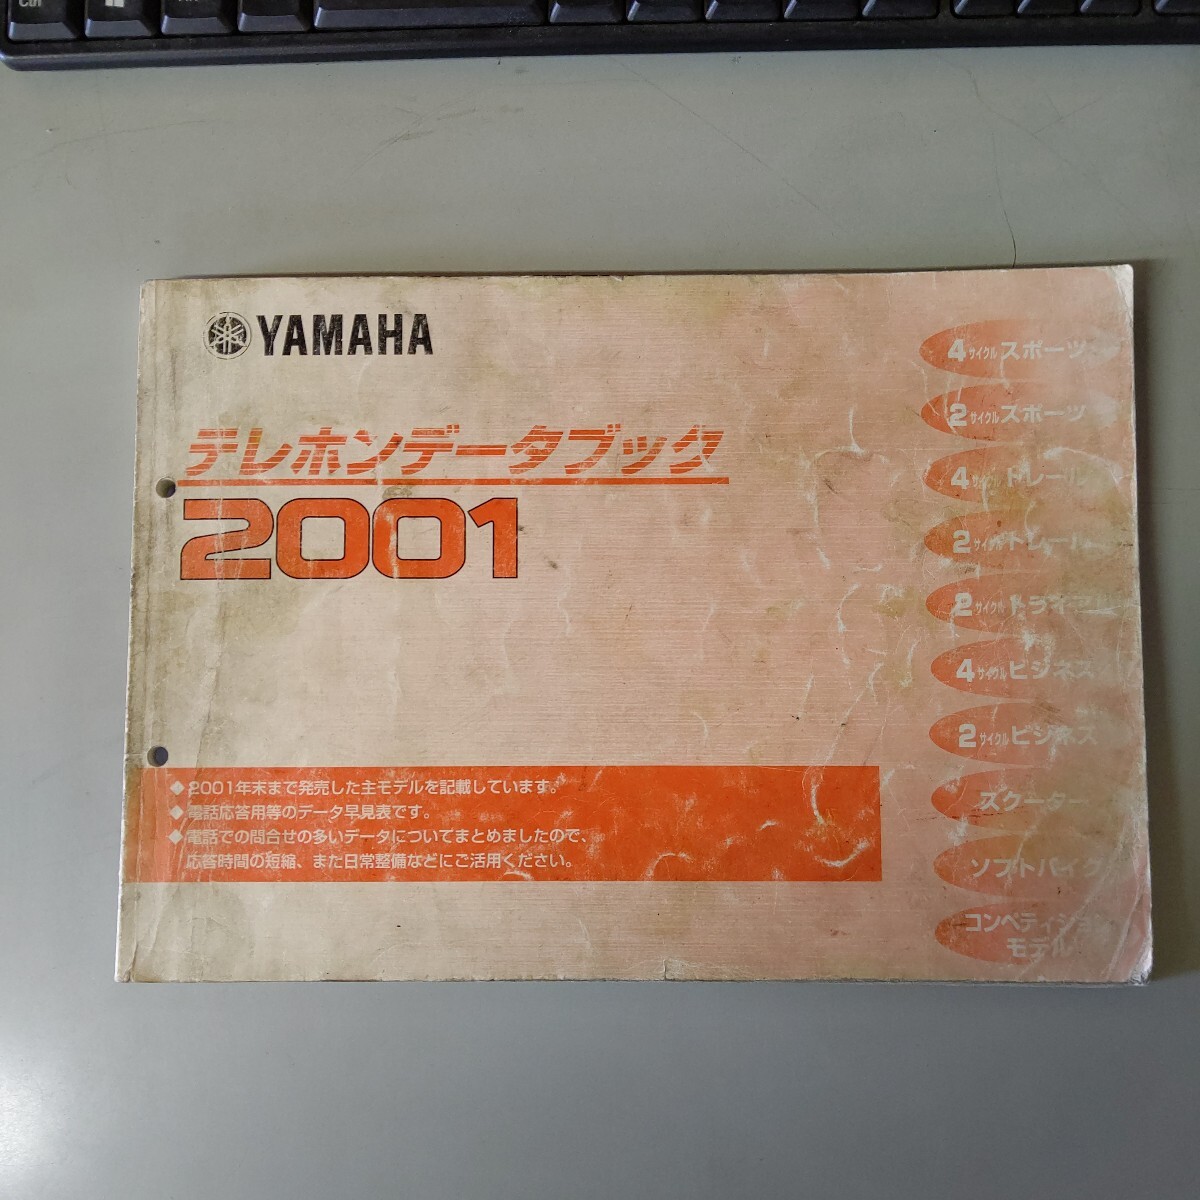 Ctrl
YAMAHA
テレホンデータブック
2001
◆2001年末まで発売した主モデルを記載しています。
◆電話応答用等のデータ早見表です。
◆電話での問合せの多いデータについてまとめましたので、
応答時間の短縮、また日常整備などにご活用ください。
4サイクルスポーツ
2サイクルスポーツ
4サイクルトレール
2サイクルトレール
2サイクルトライアル
4サイクルビジネス
2サイクルビジネス
スクーター
ソフトバイク
コンペティション
モデル